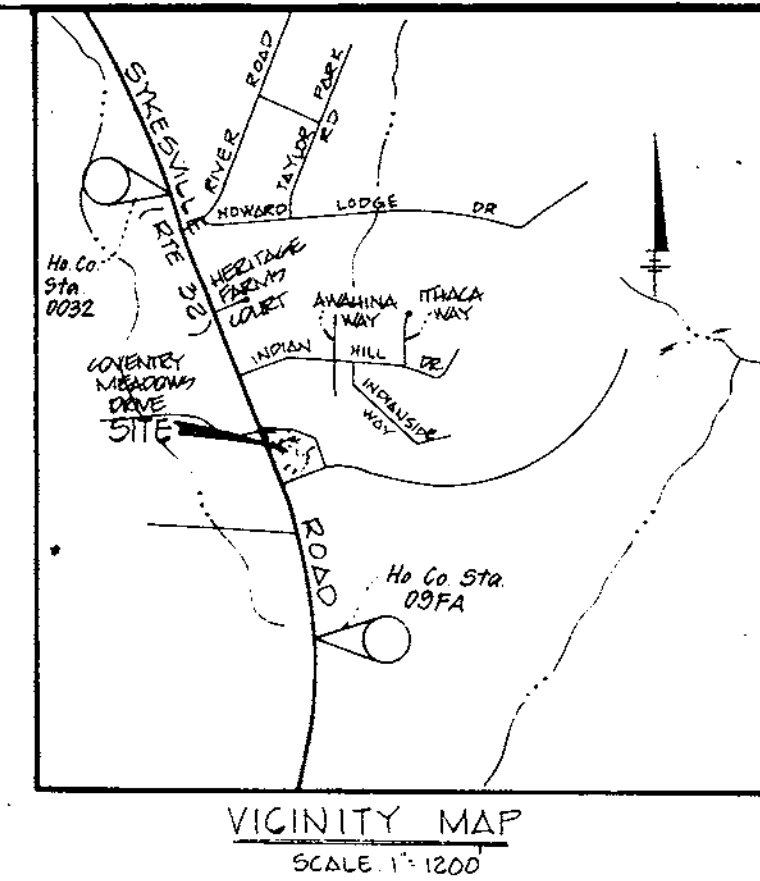 SYKESVILLE
(RTE 32)
RIVER ROAD
TAYLOR PARK
RD
HOWARD LODGE DR
Ho. Co.
Sta.
0032
HERITAGE
FARMS
COURT
AWAHINA
WAY
ITHACA
WAY
INDIAN HILL DR
INDIANSIDE
WAY
COVENTRY
MEADOWS
DRIVE
SITE
ROAD
Ho Co. Sta.
09FA
VICINITY MAP
SCALE. 1"=1200'